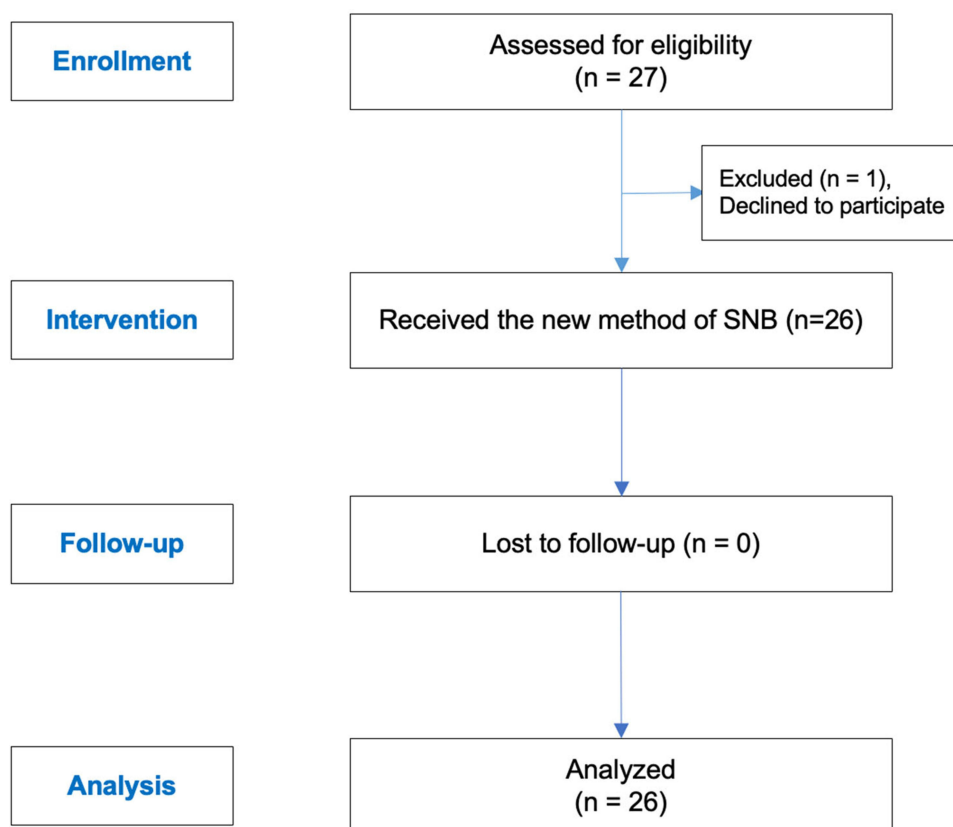 Enrollment
Assessed for eligibility
(n = 27)
Excluded (n = 1),
Declined to participate
Intervention
Received the new method of SNB (n=26)
Follow-up
Lost to follow-up (n = 0)
Analysis
Analyzed
(n = 26)